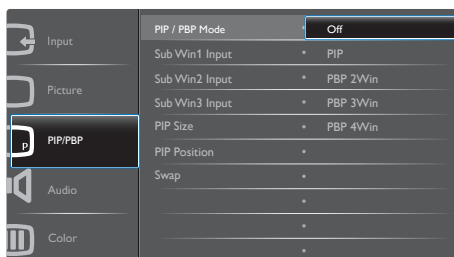 Input
Picture
P
PIP/PBP
Audio
Color
PIP / PBP Mode • Off
Sub Win1 Input • PIP
Sub Win2 Input • PBP 2Win
Sub Win3 Input • PBP 3Win
PIP Size • PBP 4Win
PIP Position •
Swap •
•
•
•